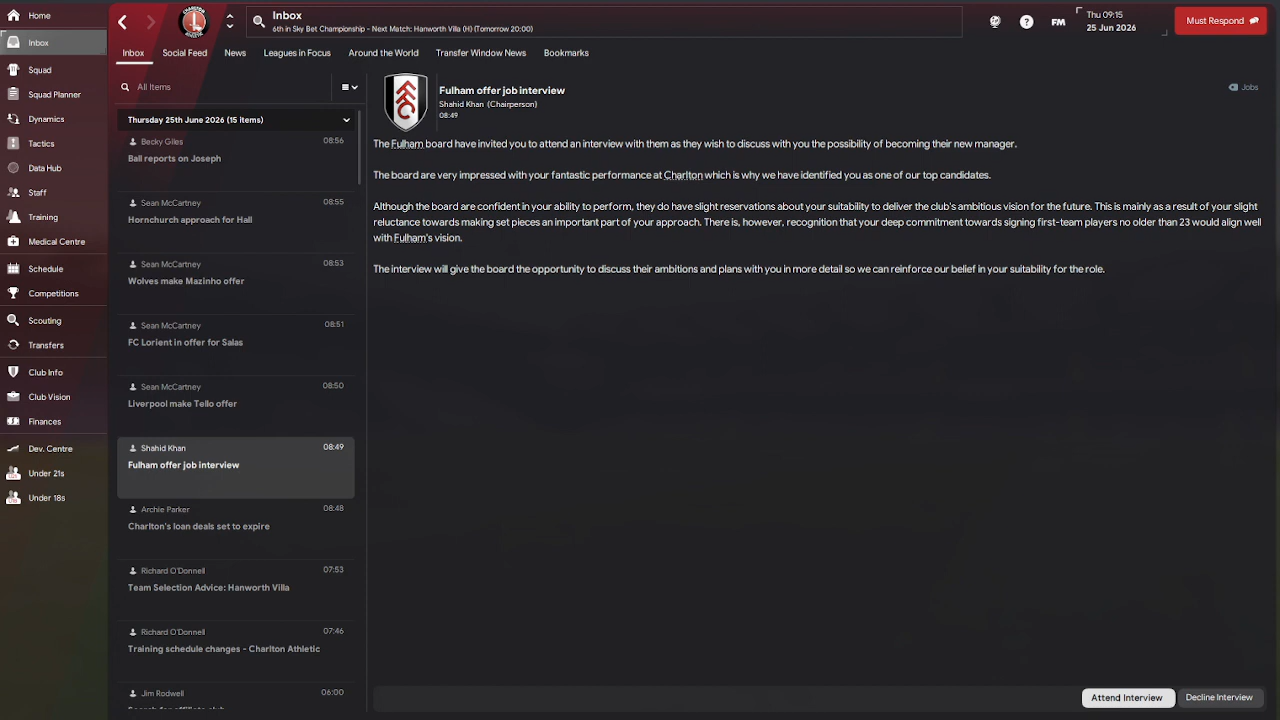 Home
Inbox
Squad
Squad Planner
Dynamics
Tactics
Data Hub
Staff
Training
Medical Centre
Schedule
Competitions
Scouting
Transfers
Club Info
Club Vision
Finances
Dev. Centre
Under 21s
Under 18s
Inbox
6th in Sky Bet Championship - Next Match: Hanworth Villa (H) (Tomorrow 20:00)
FM
Thu 09:15
25 Jun 2026
Must Respond
Inbox Social Feed News Leagues in Focus Around the World Transfer Window News Bookmarks
All Items
Thursday 25th June 2026 (15 items)
Becky Giles 08:56
Ball reports on Joseph
Sean McCartney 08:55
Hornchurch approach for Hall
Sean McCartney 08:53
Wolves make Mazinho offer
Sean McCartney 08:51
FC Lorient in offer for Salas
Sean McCartney 08:50
Liverpool make Tello offer
Shahid Khan 08:49
Fulham offer job interview
Archie Parker 08:48
Charlton's loan deals set to expire
Richard O'Donnell 07:53
Team Selection Advice: Hanworth Villa
Richard O'Donnell 07:46
Training schedule changes - Charlton Athletic
Jim Rodwell 06:00
Fulham offer job interview
Shahid Khan (Chairperson)
08:49
Jobs
The Fulham board have invited you to attend an interview with them as they wish to discuss with you the possibility of becoming their new manager.
The board are very impressed with your fantastic performance at Charlton which is why we have identified you as one of our top candidates.
Although the board are confident in your ability to perform, they do have slight reservations about your suitability to deliver the club's ambitious vision for the future. This is mainly as a result of your slight
reluctance towards making set pieces an important part of your approach. There is, however, recognition that your deep commitment towards signing first-team players no older than 23 would align well
with Fulham's vision.
The interview will give the board the opportunity to discuss their ambitions and plans with you in more detail so we can reinforce our belief in your suitability for the role.
Attend Interview
Decline Interview